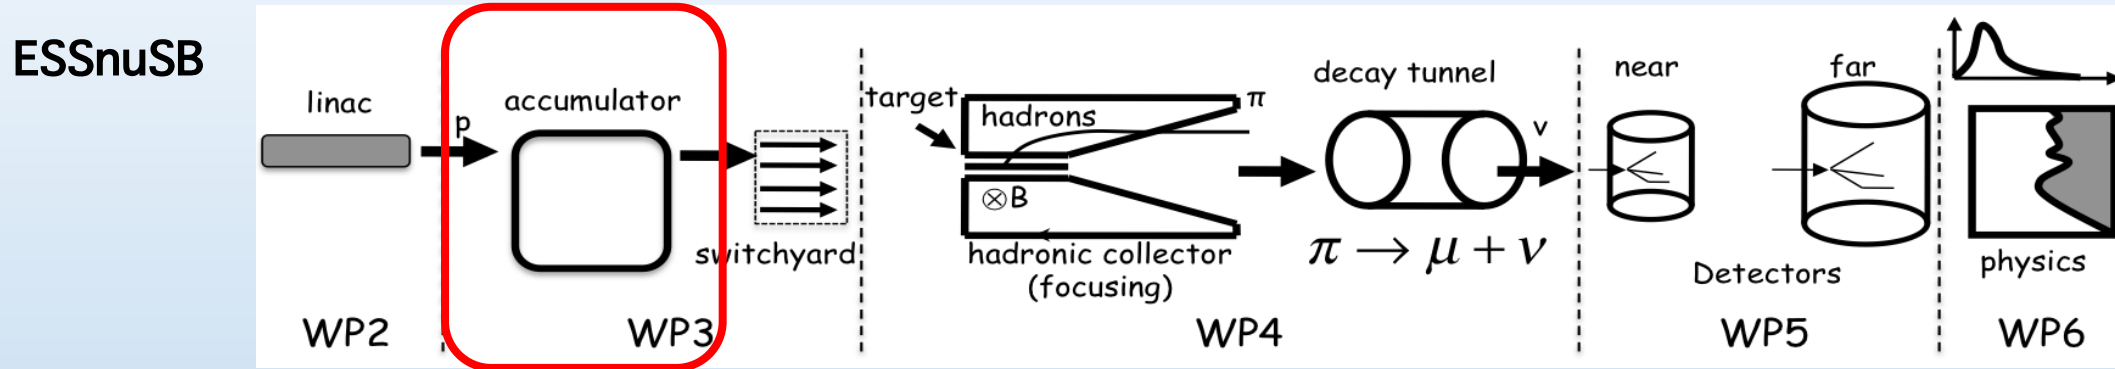 ESSnuSB
linac
p
accumulator
switchyard
target
hadrons
π
⊗B
hadronic collector
(focusing)
decay tunnel
π → μ + ν
ν
near
far
Detectors
physics
WP2
WP3
WP4
WP5
WP6